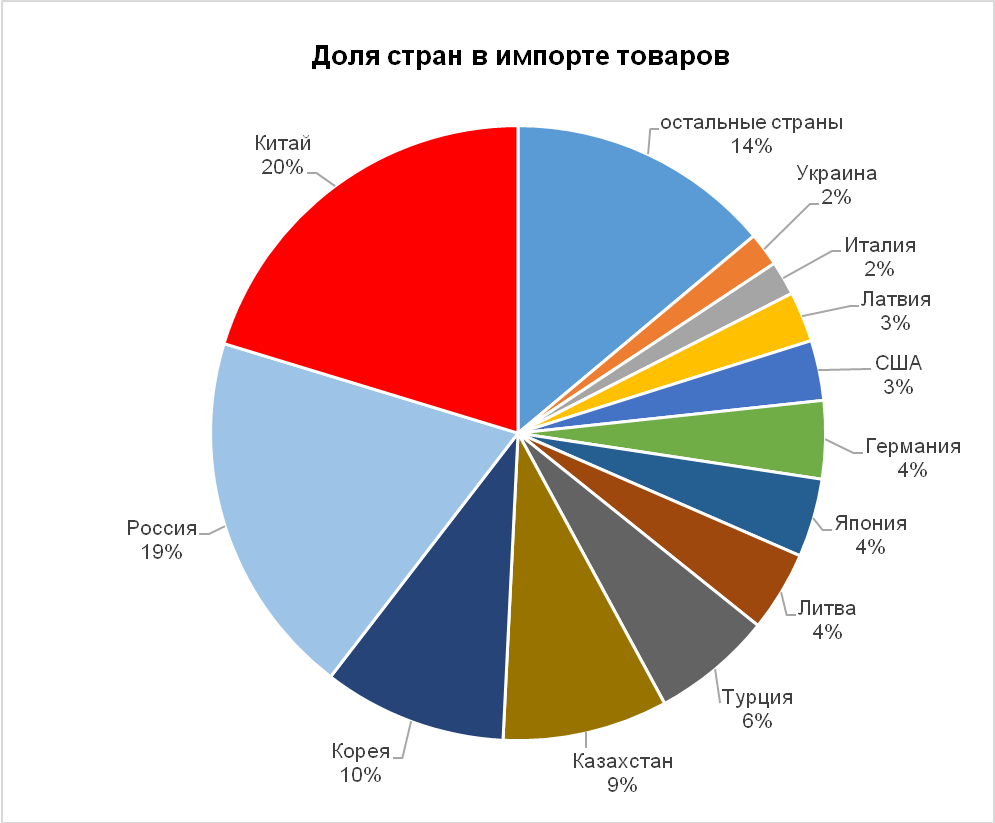 Доля стран в импорте товаров
остальные страны
14%
Украина
2%
Италия
2%
Латвия
3%
США
3%
Германия
4%
Япония
4%
Литва
4%
Турция
6%
Казахстан
9%
Корея
10%
Россия
19%
Китай
20%